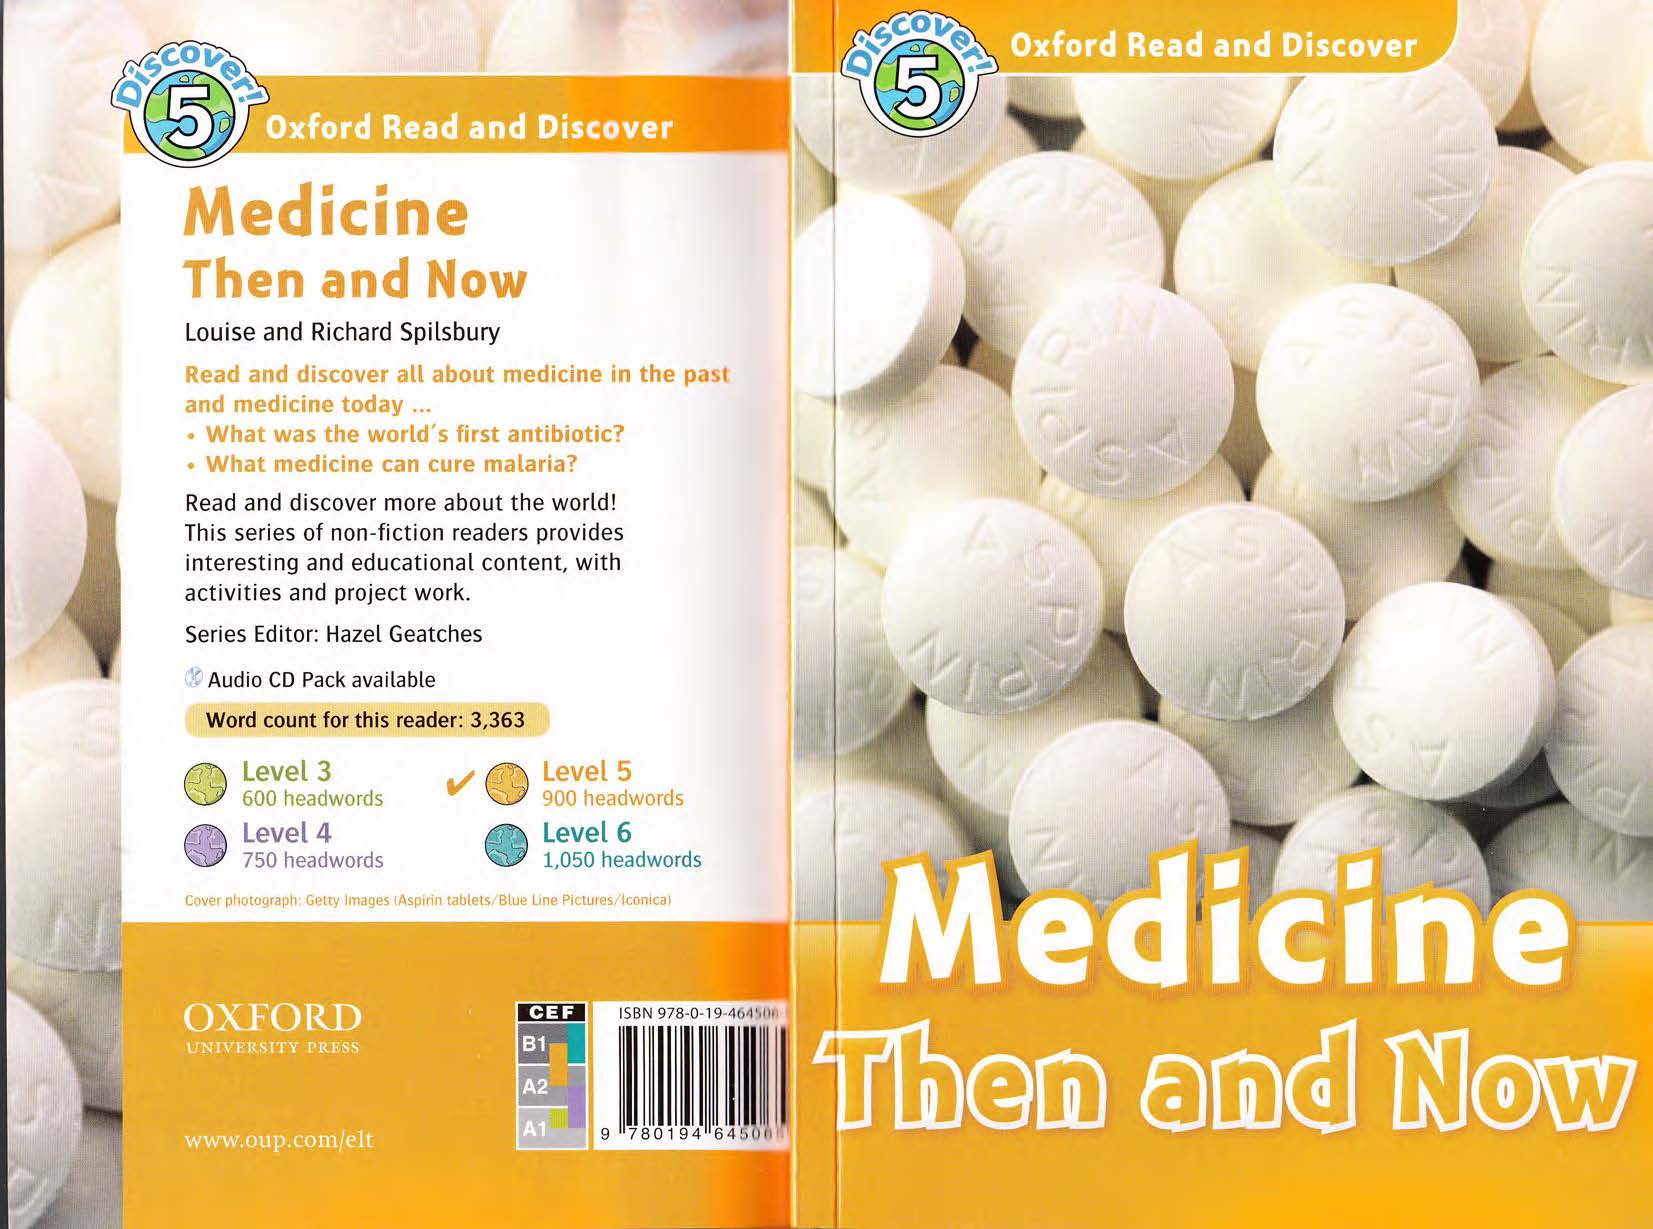 Discover!
5
Oxford Read and Discover
Medicine
Then and Now
Louise and Richard Spilsbury
Read and discover all about medicine in the past
and medicine today ...
• What was the world's first antibiotic?
• What medicine can cure malaria?
Read and discover more about the world!
This series of non-fiction readers provides
interesting and educational content, with
activities and project work.
Series Editor: Hazel Geatches
Audio CD Pack available
Word count for this reader: 3,363
Level 3
600 headwords
Level 4
750 headwords
✓ Level 5
900 headwords
Level 6
1,050 headwords
Cover photograph: Getty Images (Aspirin tablets/Blue Line Pictures/Iconica)
OXFORD
UNIVERSITY PRESS
www.oup.com/elt
CEF
B1
A2
A1
ISBN 978-0-19-464506
9 780194 64506
Discover!
5
Oxford Read and Discover
ASPIRIN
ASPIRIN
ASPIRIN
ASPIRIN
ASPIRIN
Medicine
Then and Now